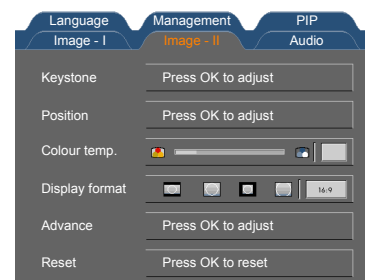 Language Management PIP
Image - I Image - II Audio
Keystone Press OK to adjust
Position Press OK to adjust
Colour temp.
Display format 16:9
Advance Press OK to adjust
Reset Press OK to reset